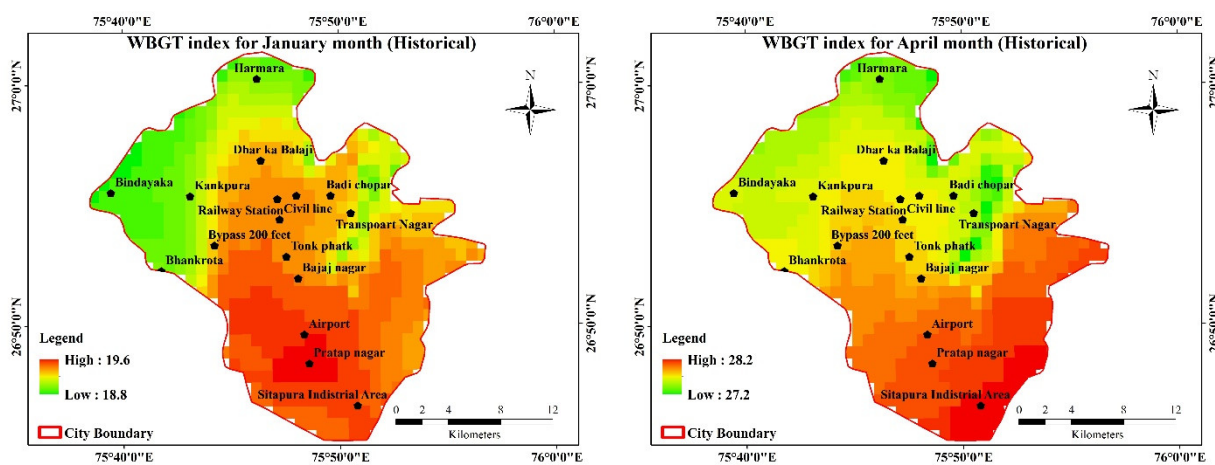 75°40'0"E 75°50'0"E 76°0'0"E
WBGT index for January month (Historical)
27°0'0"N
N
Harmara
Dhar ka Balaji
Bindayaka
Kankpura
Badi chopar
Railway Station
Civil line
Transpoart Nagar
Bypass 200 feet
Tonk phatk
Bhankrota
Bajaj nagar
26°50'0"N
Airport
Pratap nagar
Sitapura Indistrial Area
Legend
High : 19.6
Low : 18.8
City Boundary
0 2 4 8 12
Kilometers
75°40'0"E 75°50'0"E 76°0'0"E
75°40'0"E 75°50'0"E 76°0'0"E
WBGT index for April month (Historical)
27°0'0"N
27°0'0"N
N
Harmara
Dhar ka Balaji
Bindayaka
Kankpura
Badi chopar
Railway Station
Civil line
Transpoart Nagar
Bypass 200 feet
Tonk phatk
Bhankrota
Bajaj nagar
26°50'0"N
26°50'0"N
Airport
Pratap nagar
Sitapura Indistrial Area
Legend
High : 28.2
Low : 27.2
City Boundary
0 2 4 8 12
Kilometers
75°40'0"E 75°50'0"E 76°0'0"E